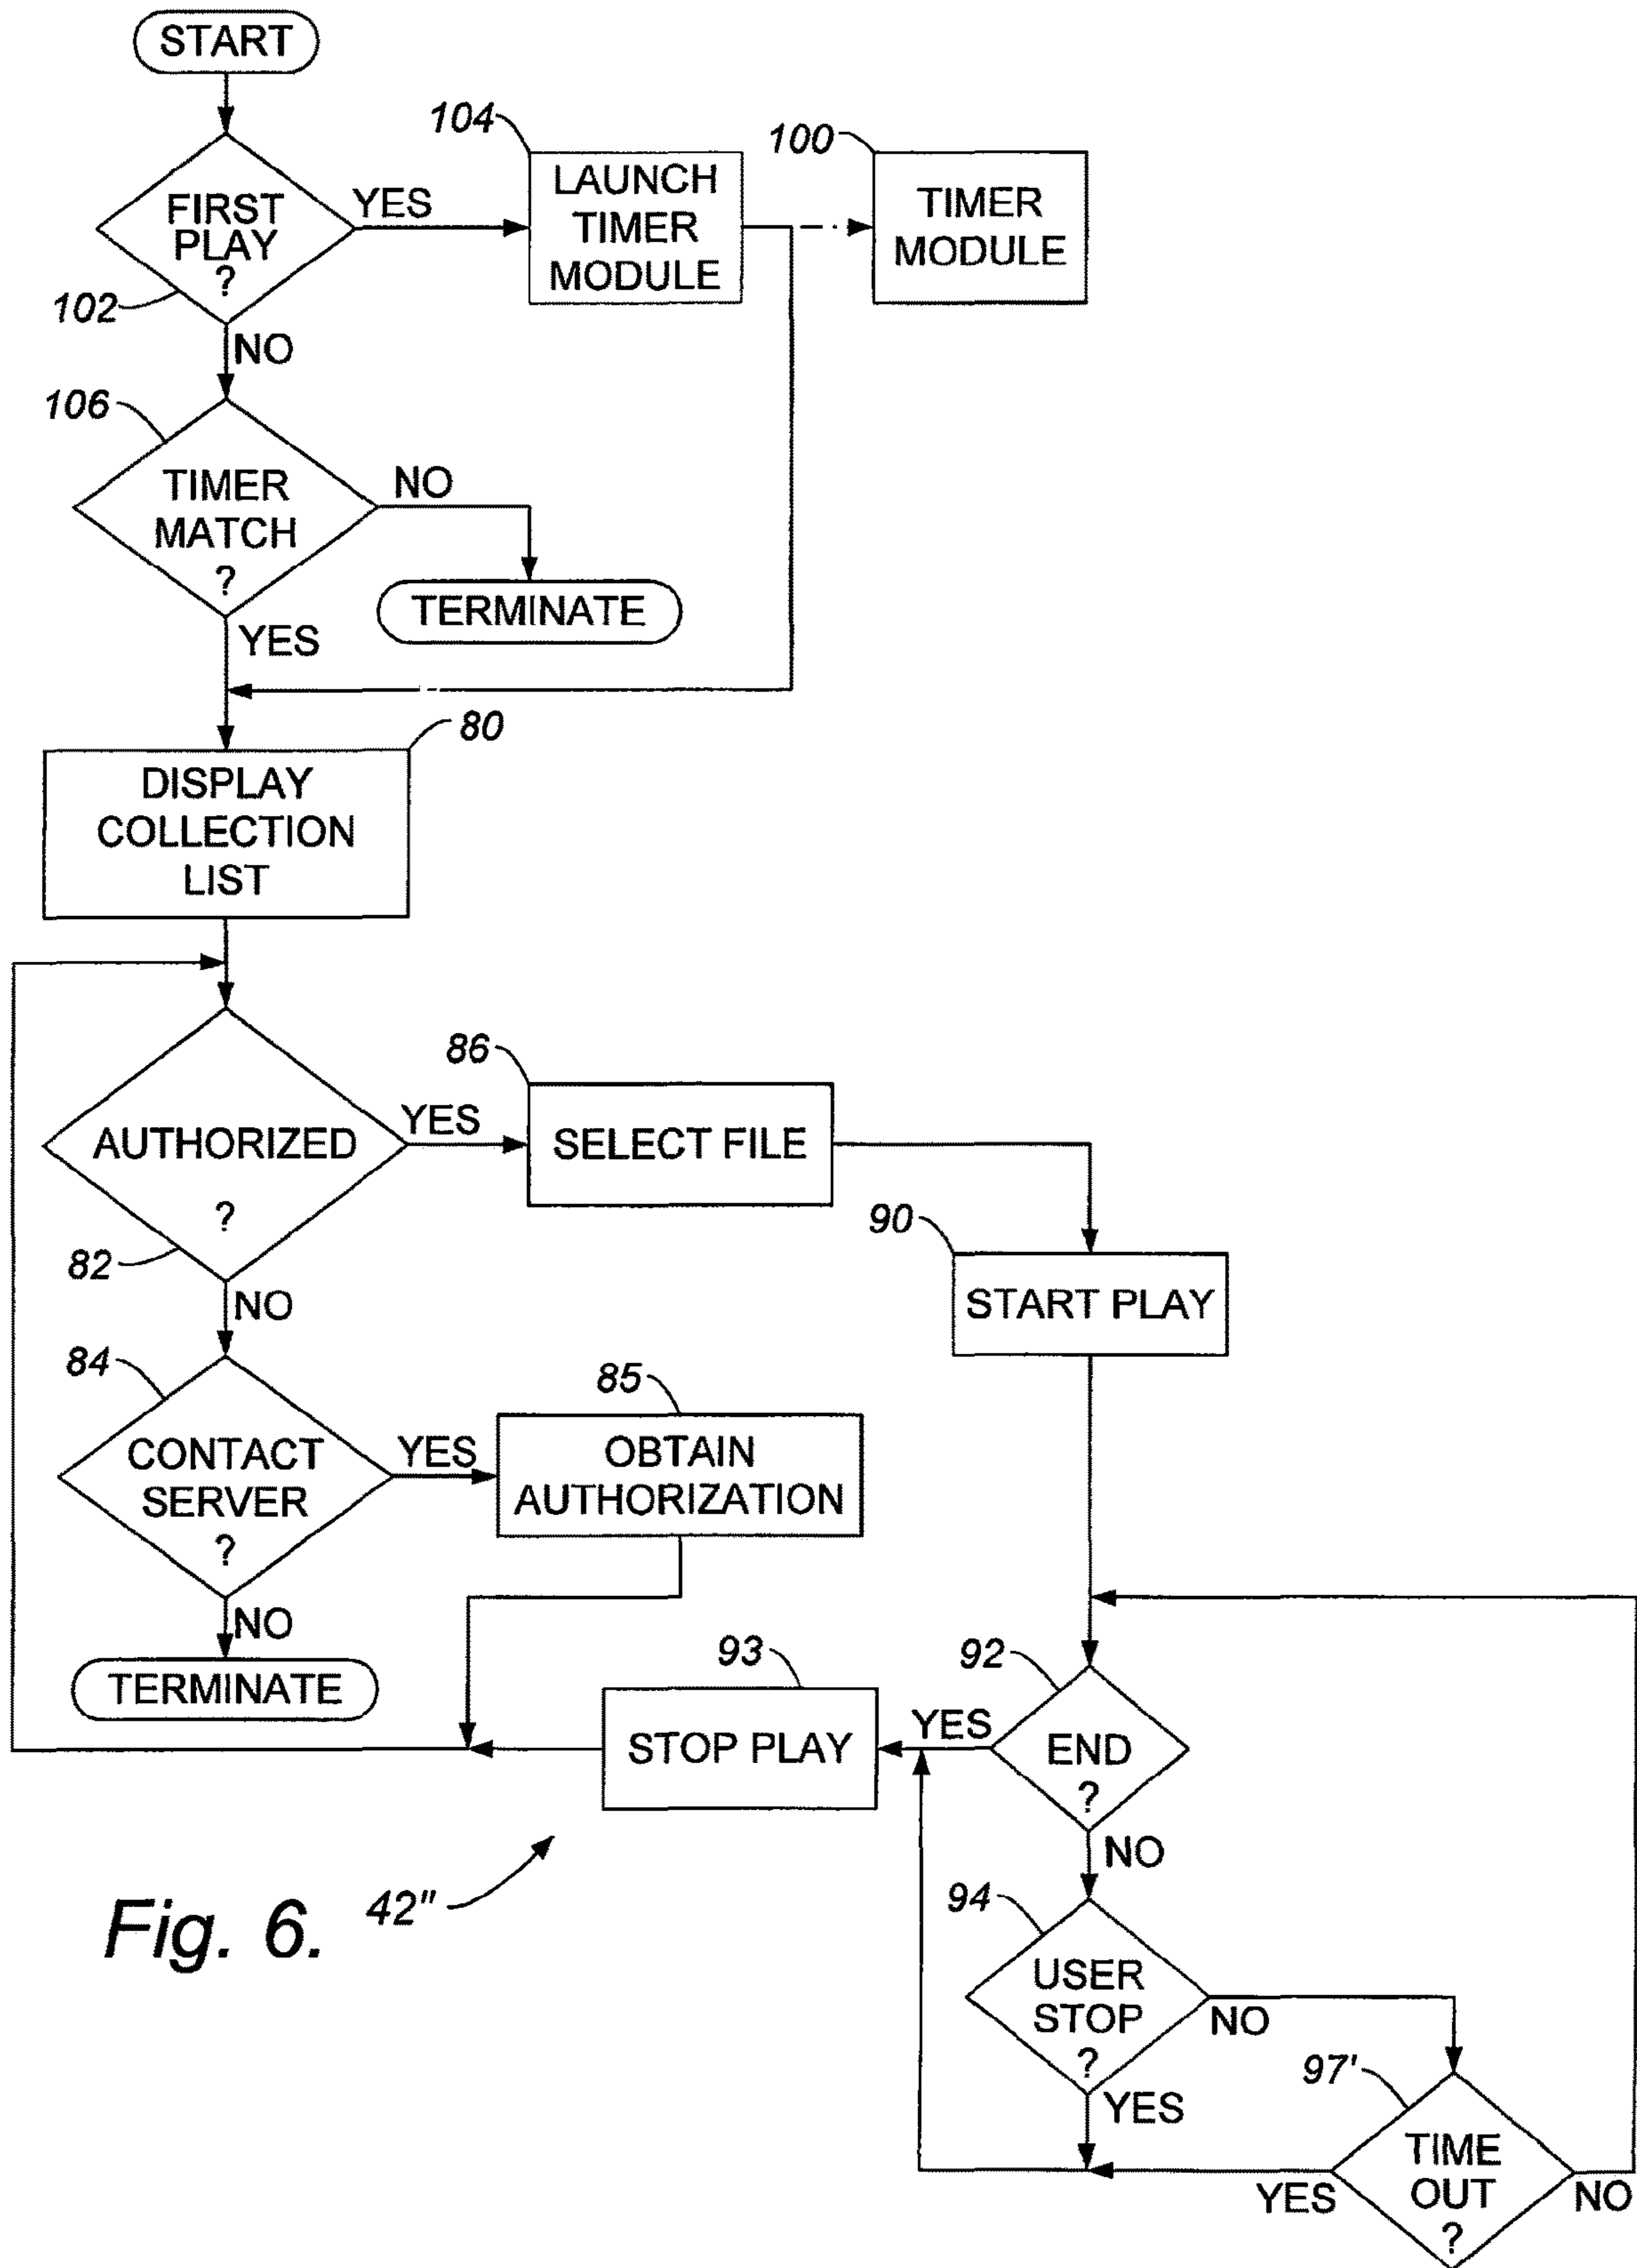 START
104
100
FIRST
PLAY
?
YES
LAUNCH
TIMER
MODULE
TIMER
MODULE
102
NO
106
TIMER
MATCH
?
NO
TERMINATE
YES
80
DISPLAY
COLLECTION
LIST
86
AUTHORIZED
?
YES
SELECT FILE
82
90
START PLAY
NO
84
85
CONTACT
SERVER
?
YES
OBTAIN
AUTHORIZATION
NO
TERMINATE
93
92
STOP PLAY
YES
END
?
NO
Fig. 6.
42"
94
USER
STOP
?
NO
YES
97'
TIME
OUT
?
YES
NO